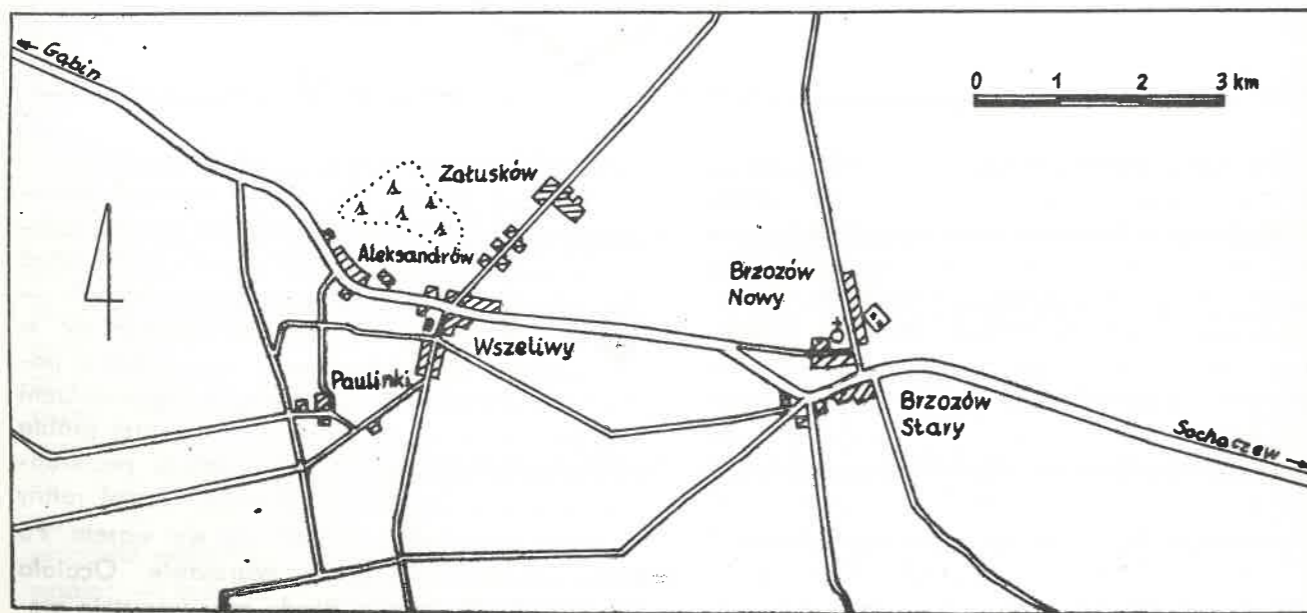 ← Gąbin
0 1 2 3 km
Załusków
Aleksandrów
Brzozów
Nowy
Wszeliwy
Paulinki
Brzozów
Stary
Sochaczew →